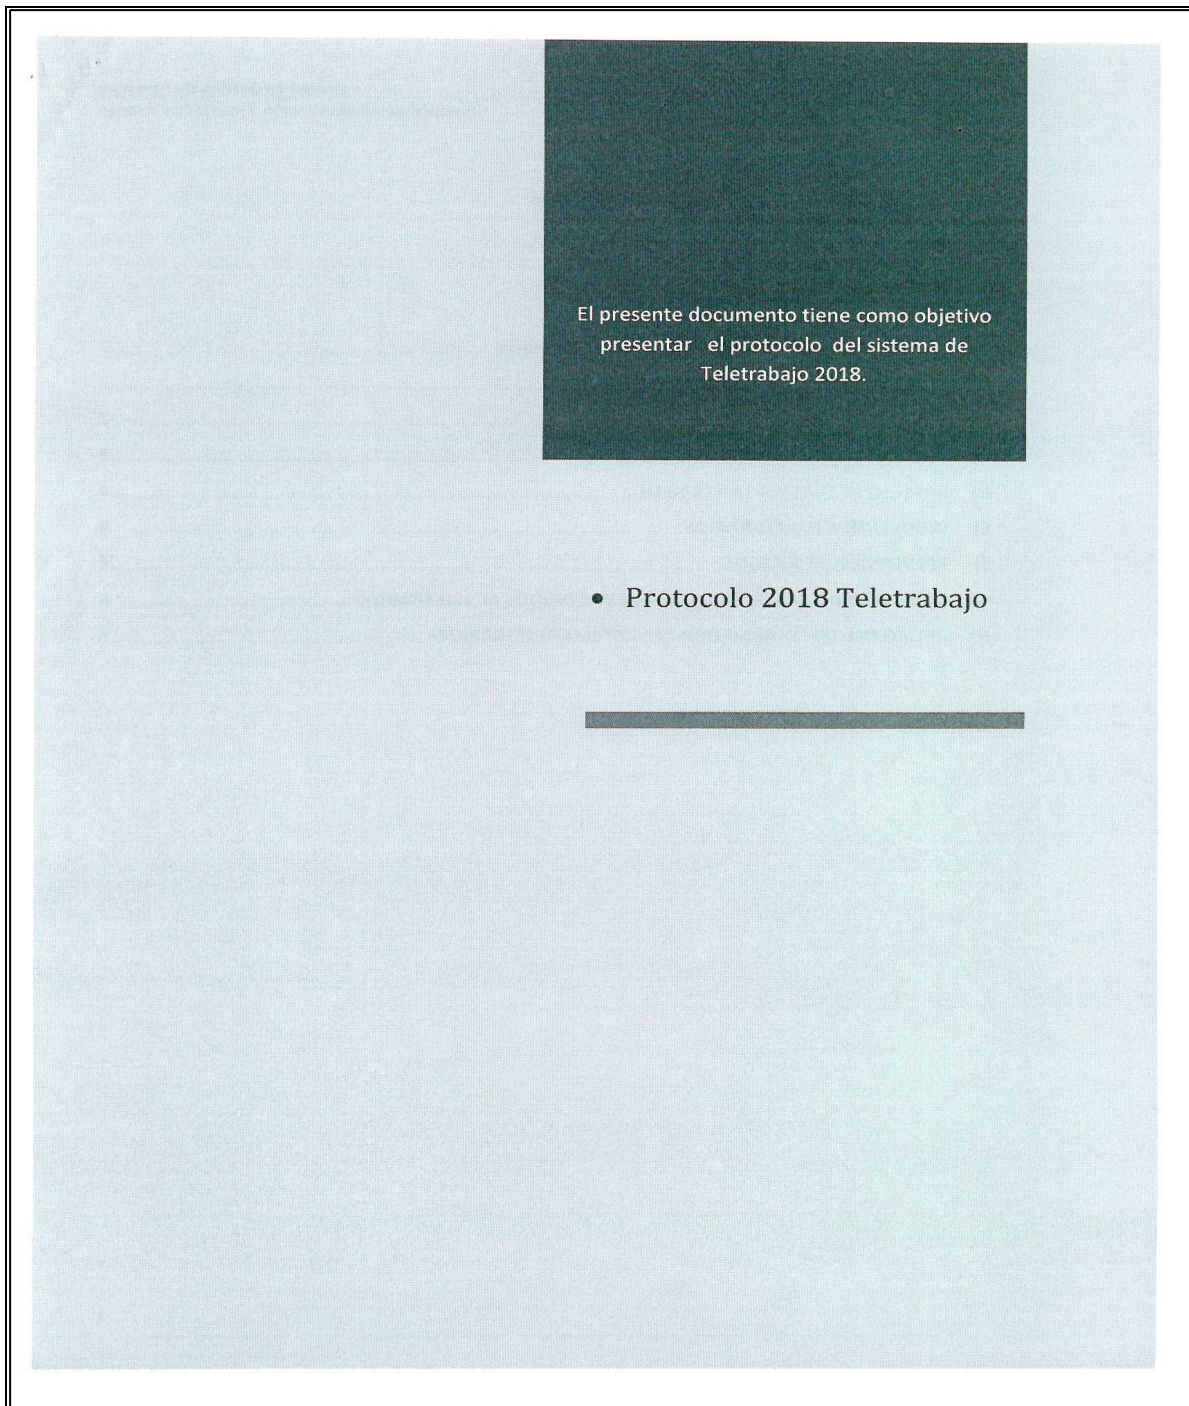 El presente documento tiene como objetivo
presentar el protocolo del sistema de
Teletrabajo 2018.
• Protocolo 2018 Teletrabajo